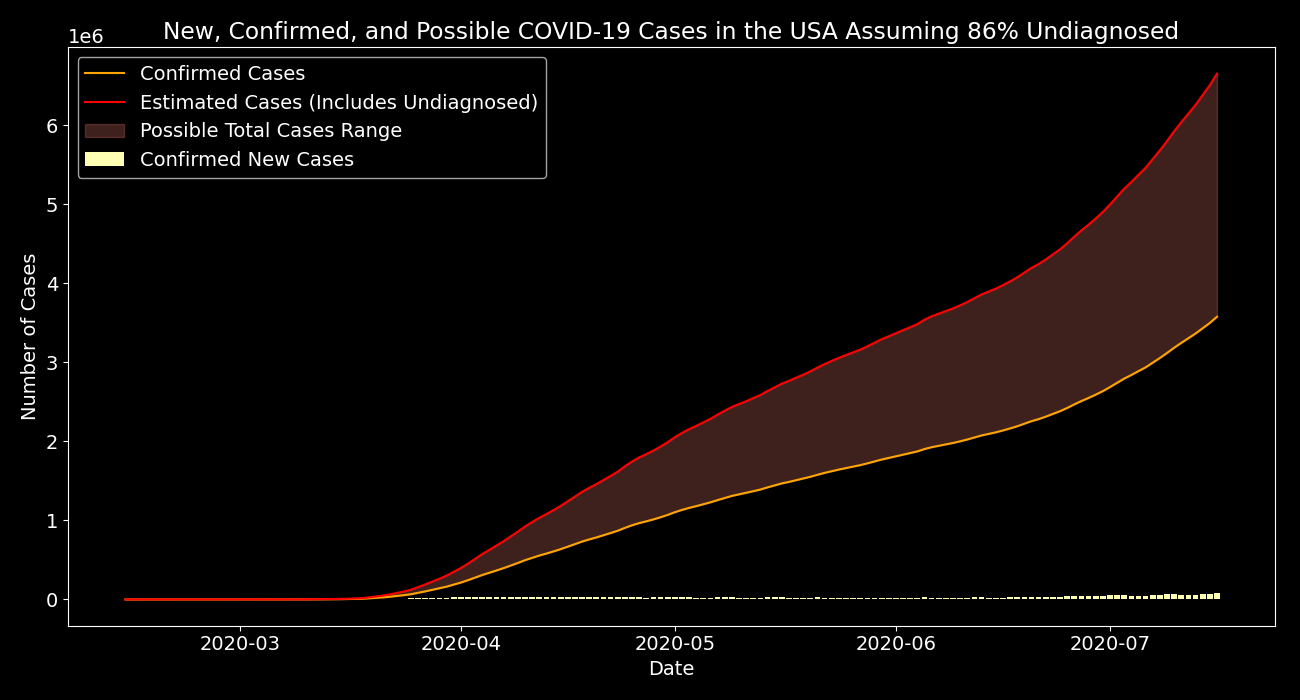 New, Confirmed, and Possible COVID-19 Cases in the USA Assuming 86% Undiagnosed
1e6
Confirmed Cases
Estimated Cases (Includes Undiagnosed)
Possible Total Cases Range
Confirmed New Cases
Number of Cases
6
5
4
3
2
1
0
2020-03
2020-04
2020-05
2020-06
2020-07
Date